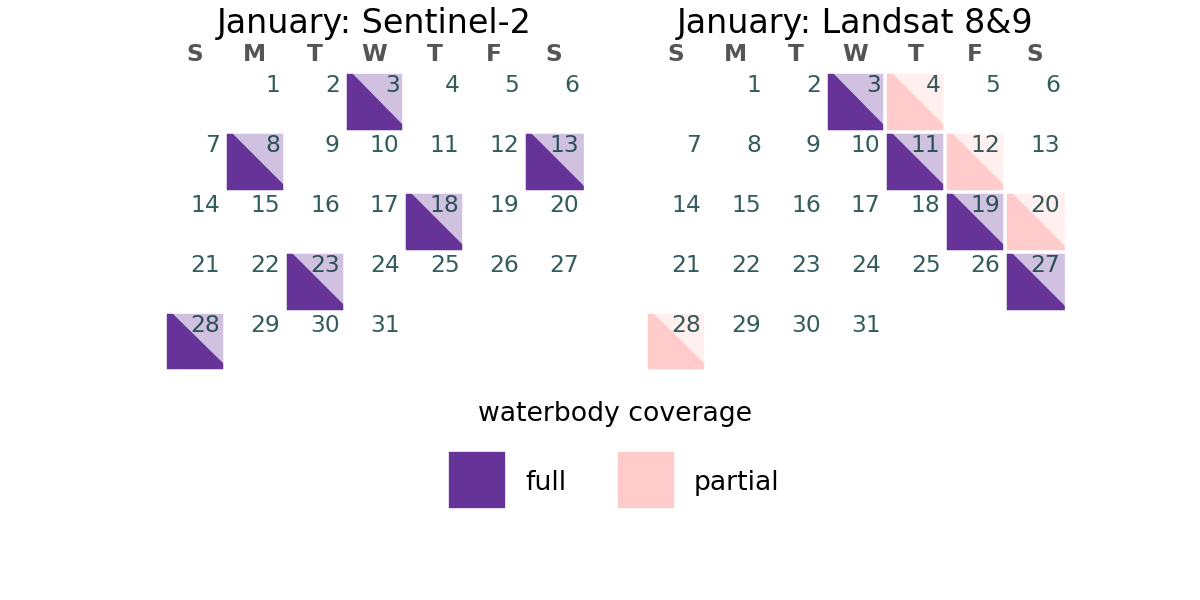 January: Sentinel-2
S M T W T F S
1 2 3 4 5 6
7 8 9 10 11 12 13
14 15 16 17 18 19 20
21 22 23 24 25 26 27
28 29 30 31
January: Landsat 8&9
S M T W T F S
1 2 3 4 5 6
7 8 9 10 11 12 13
14 15 16 17 18 19 20
21 22 23 24 25 26 27
28 29 30 31
waterbody coverage
full partial